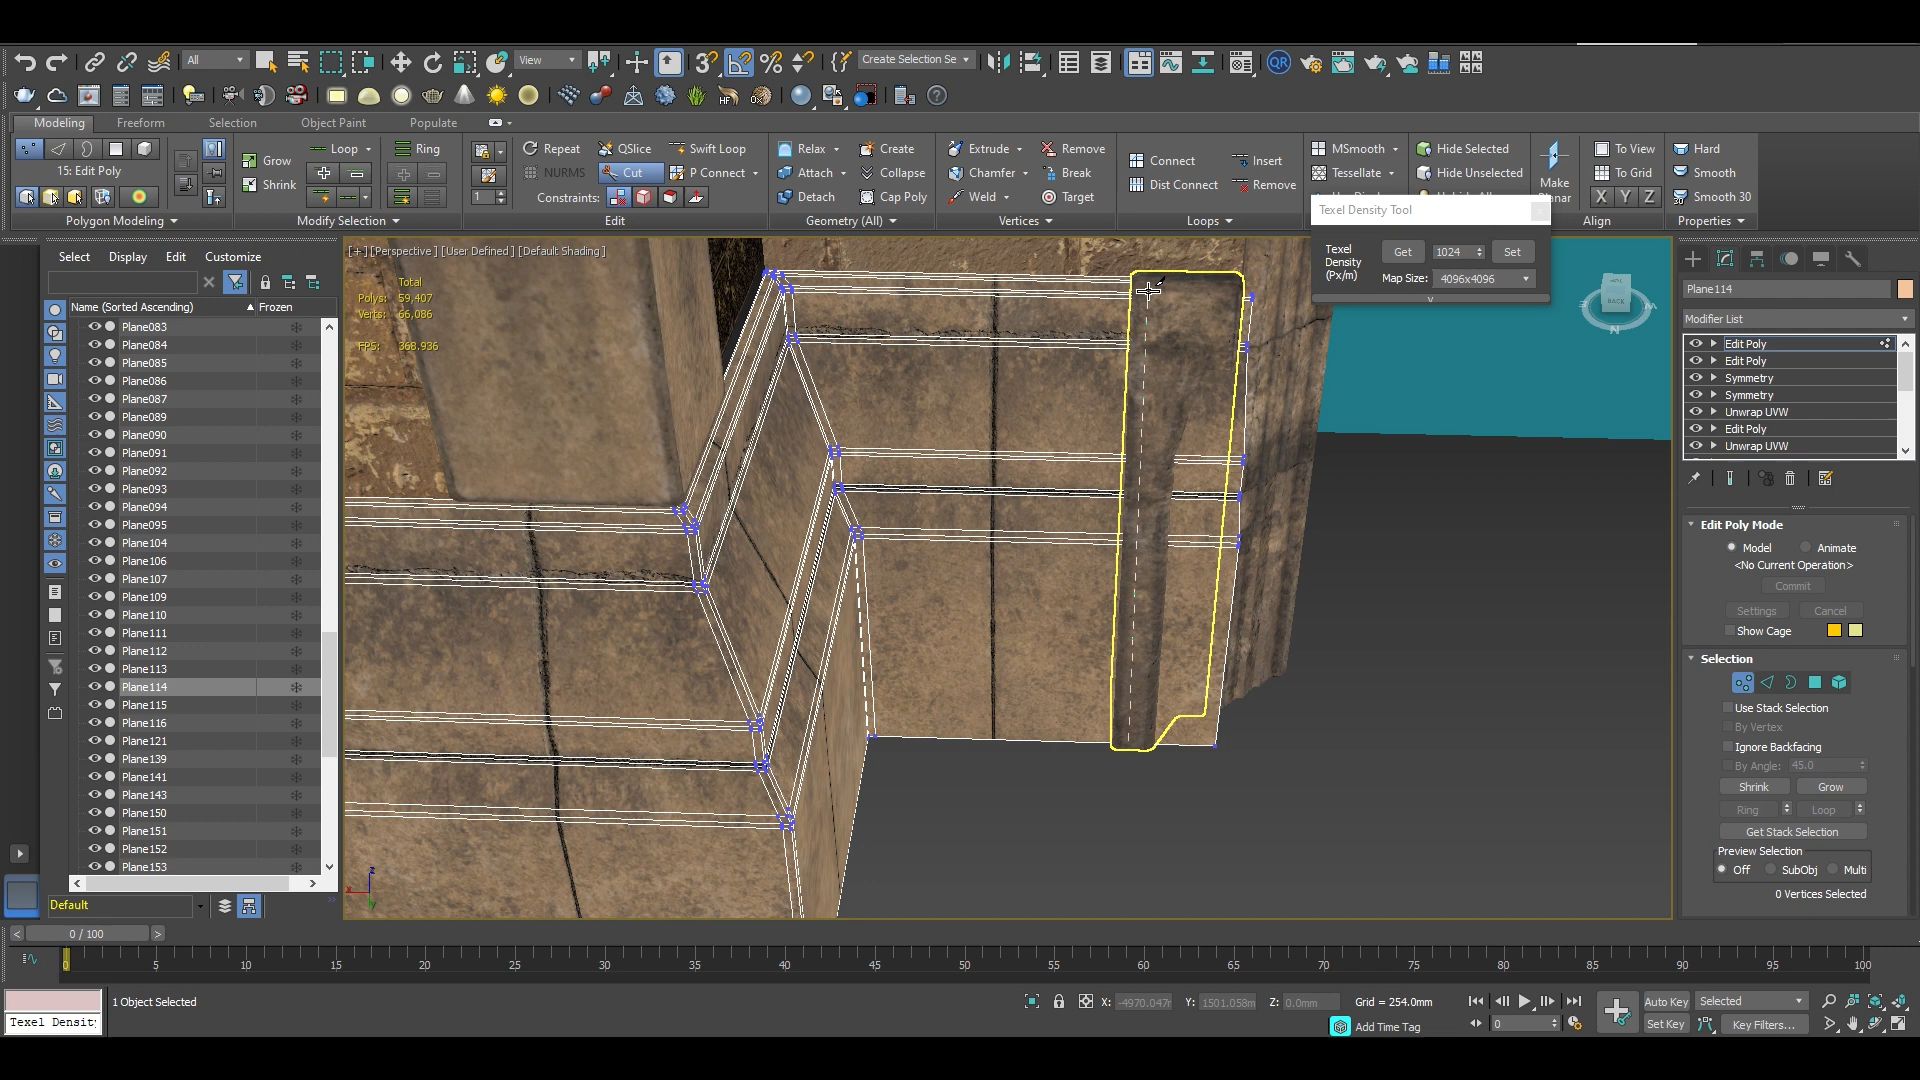 All
View
Create Selection Se
QR
Modeling
Freeform
Selection
Object Paint
Populate
15: Edit Poly
Polygon Modeling
Grow
Shrink
Loop
Ring
Modify Selection
1
Repeat
QSlice
Swift Loop
NURMS
Cut
P Connect
Constraints:
Edit
Relax
Create
Attach
Collapse
Detach
Cap Poly
Geometry (All)
Extrude
Remove
Chamfer
Break
Weld
Target
Vertices
Connect
Insert
Dist Connect
Remove
Loops
MSmooth
Tessellate
Hide Selected
Hide Unselected
Make
To View
To Grid
X Y Z
Align
Hard
Smooth
Smooth 30
Properties
Texel Density Tool
Texel
Density
(Px/m)
Get
1024
Set
Map Size:
4096x4096
Select
Display
Edit
Customize
Name (Sorted Ascending)
Frozen
Plane083
Plane084
Plane085
Plane086
Plane087
Plane089
Plane090
Plane091
Plane092
Plane093
Plane094
Plane095
Plane104
Plane106
Plane107
Plane109
Plane110
Plane111
Plane112
Plane113
Plane114
Plane115
Plane116
Plane121
Plane139
Plane141
Plane143
Plane150
Plane151
Plane152
Plane153
Default
[+] [Perspective ] [User Defined ] [Default Shading ]
Total
Polys: 59,407
Verts: 66,086
FPS: 368.936
BACK
Plane114
Modifier List
Edit Poly
Edit Poly
Symmetry
Symmetry
Unwrap UVW
Edit Poly
Unwrap UVW
Edit Poly Mode
Model
Animate
<No Current Operation>
Commit
Settings
Cancel
Show Cage
Selection
Use Stack Selection
By Vertex
Ignore Backfacing
By Angle:
45.0
Shrink
Grow
Ring
Loop
Get Stack Selection
Preview Selection
Off
SubObj
Multi
0 Vertices Selected
0 / 100
0 5 10 15 20 25 30 35 40 45 50 55 60 65 70 75 80 85 90 95 100
1 Object Selected
Texel Density
X: -4970.047
Y: 1501.058m
Z: 0.0mm
Grid = 254.0mm
Add Time Tag
0
Auto Key
Selected
Set Key
Key Filters...